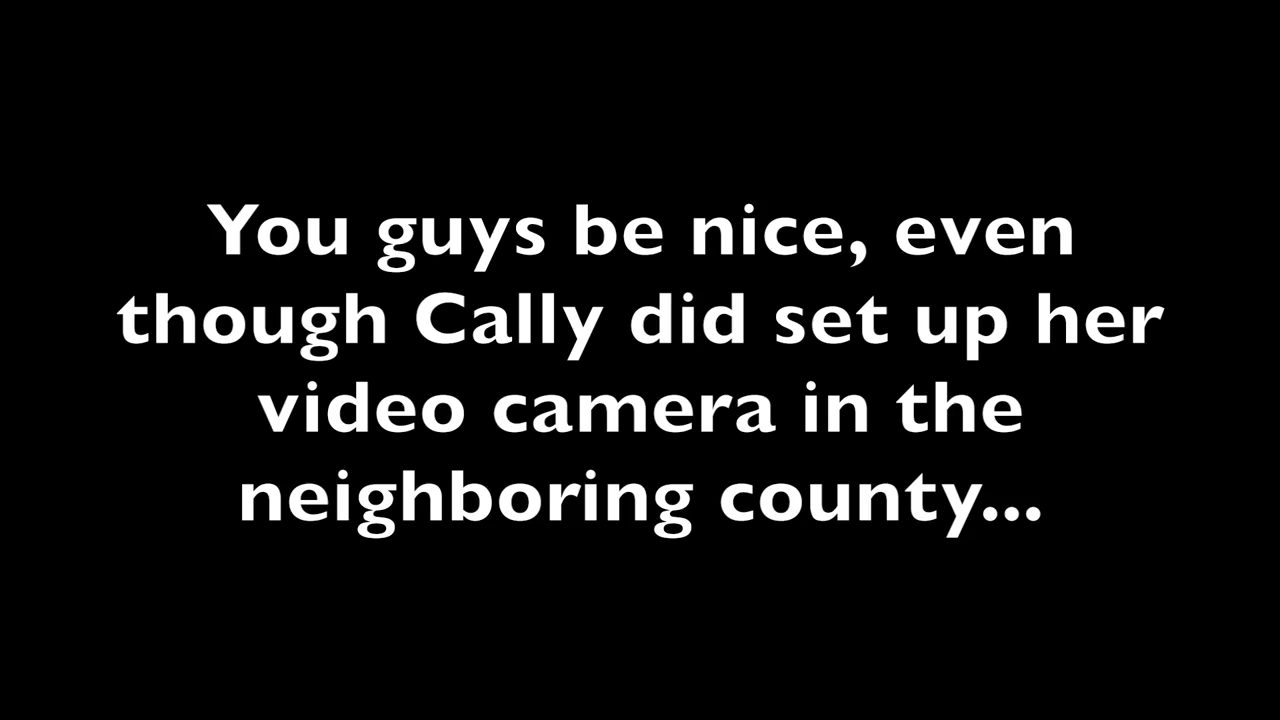 You guys be nice, even
though Cally did set up her
video camera in the
neighboring county...